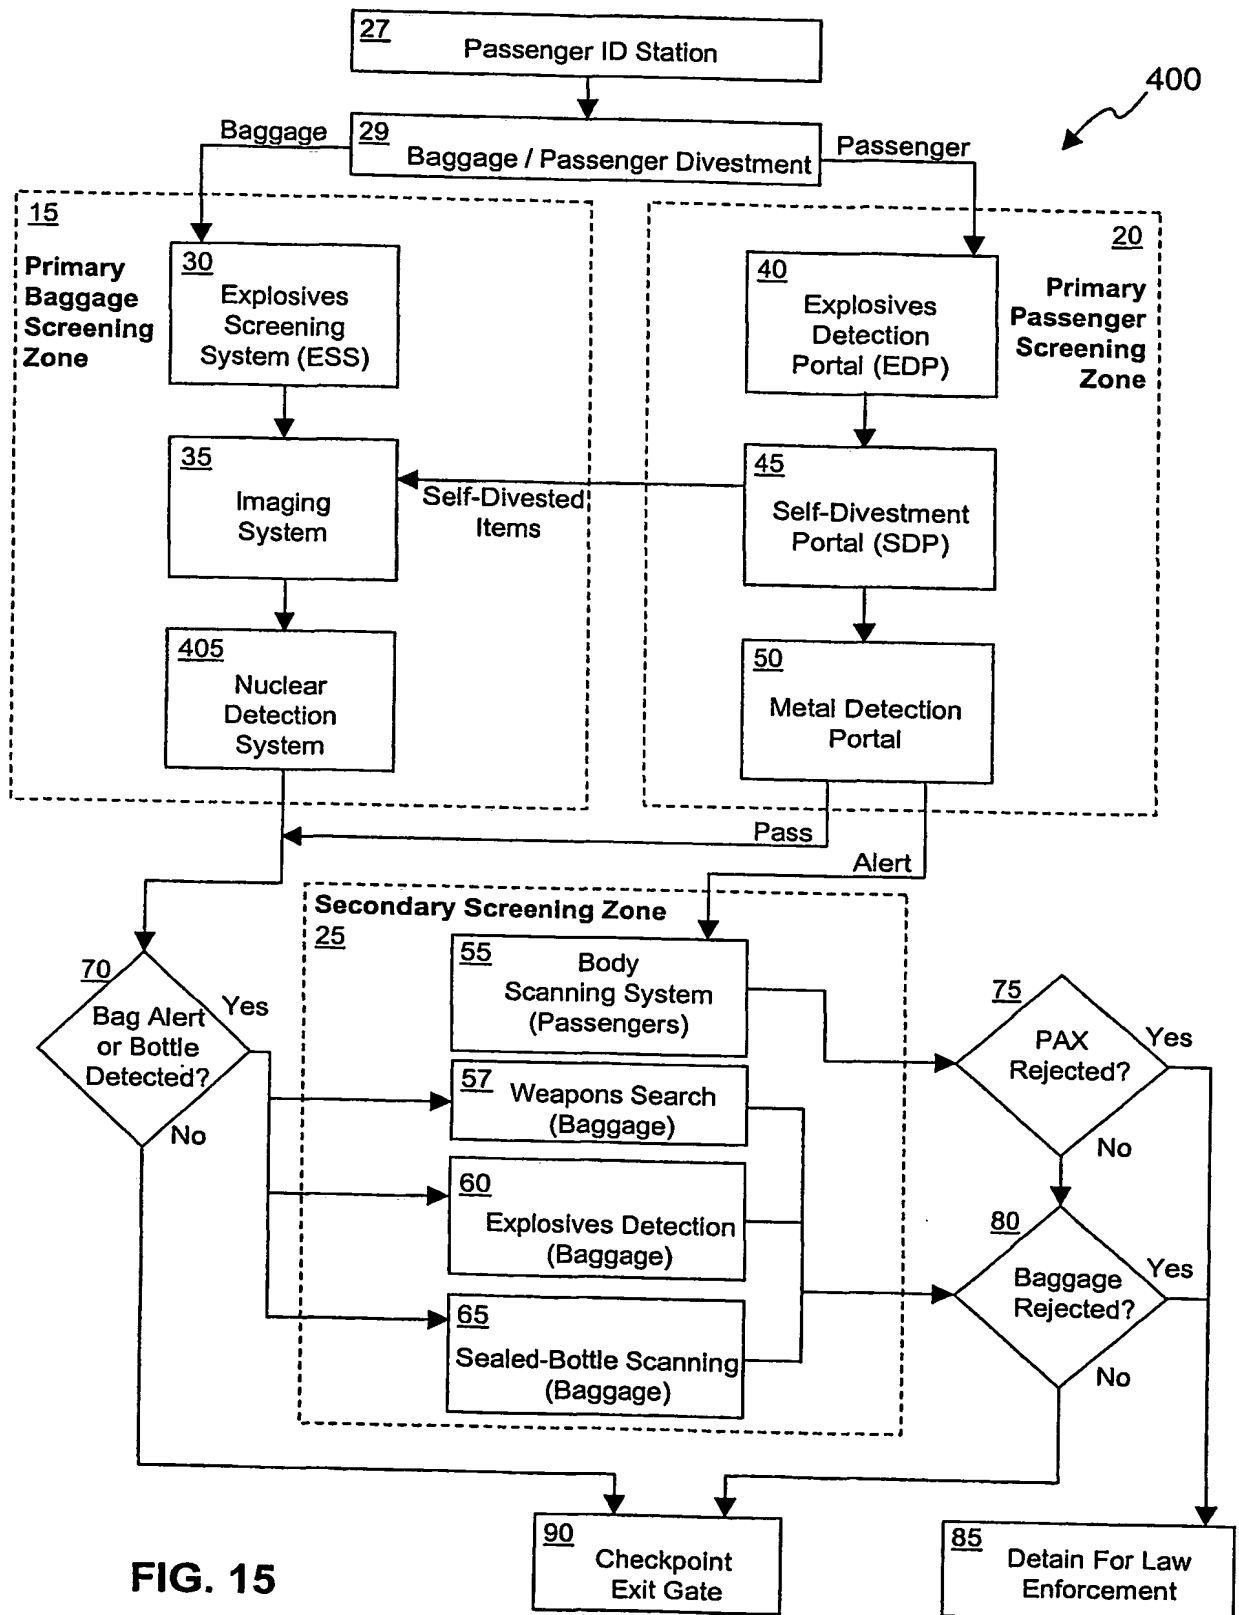 27
Passenger ID Station
400
Baggage
29
Baggage / Passenger Divestment
Passenger
15
Primary
Baggage
Screening
Zone
30
Explosives
Screening
System (ESS)
40
Explosives
Detection
Portal (EDP)
20
Primary
Passenger
Screening
Zone
35
Imaging
System
Self-Divested
Items
45
Self-Divestment
Portal (SDP)
405
Nuclear
Detection
System
50
Metal Detection
Portal
Pass
Alert
Secondary Screening Zone
25
55
Body
Scanning System
(Passengers)
70
Bag Alert
or Bottle
Detected?
Yes
No
57
Weapons Search
(Baggage)
60
Explosives Detection
(Baggage)
65
Sealed-Bottle Scanning
(Baggage)
75
PAX
Rejected?
Yes
No
80
Baggage
Rejected?
Yes
No
90
Checkpoint
Exit Gate
85
Detain For Law
Enforcement
FIG. 15